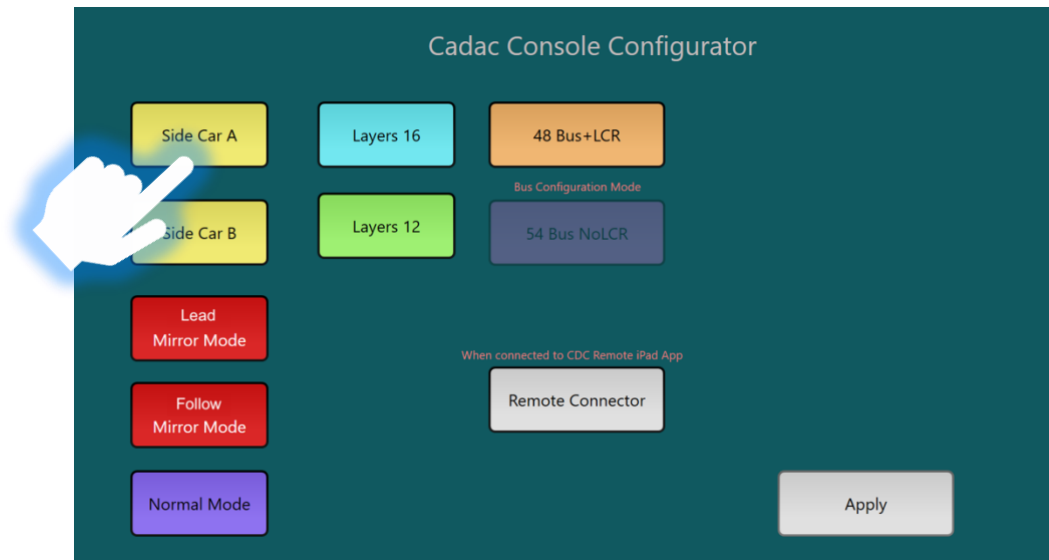 Cadac Console Configurator
Side Car A
Layers 16
48 Bus+LCR
Bus Configuration Mode
Side Car B
Layers 12
54 Bus NoLCR
Lead
Mirror Mode
When connected to CDC Remote iPad App
Remote Connector
Follow
Mirror Mode
Normal Mode
Apply